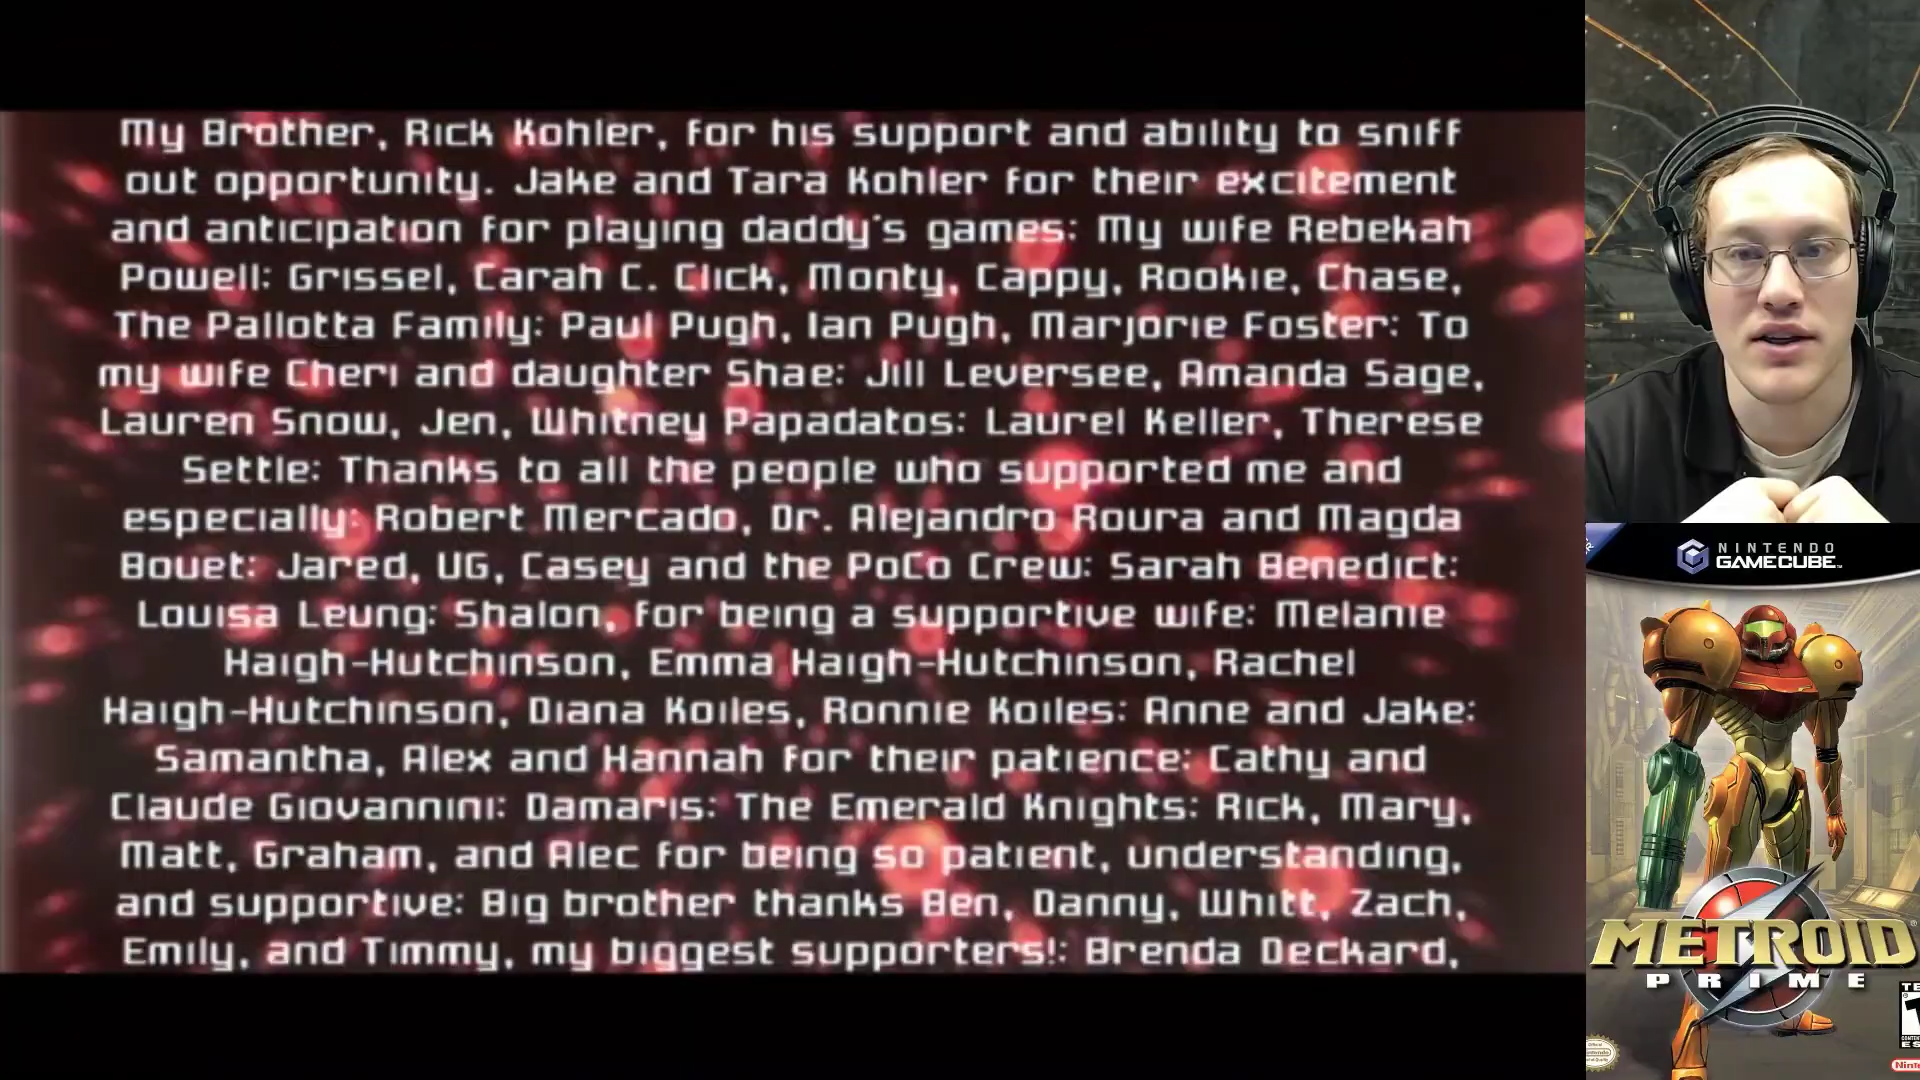 My Brother, Rick Kohler, for his support and ability to sniff
out opportunity. Jake and Tara Kohler for their excitement
and anticipation for playing daddy's games: My wife Rebekah
Powell: Grissel, Carah C. Click, Monty, Cappy, Rookie, Chase,
The Pallotta Family: Paul Pugh, Ian Pugh, Marjorie Foster: To
my wife Cheri and daughter Shae: Jill Leversee, Amanda Sage,
Lauren Snow, Jen, Whitney Papadatos: Laurel Keller, Therese
Settle: Thanks to all the people who supported me and
especially: Robert Mercado, Dr. Alejandro Roura and Magda
Bouet: Jared, UG, Casey and the PoCo Crew: Sarah Benedict:
Louisa Leung: Shalon, for being a supportive wife: Melanie
Haigh-Hutchinson, Emma Haigh-Hutchinson, Rachel
Haigh-Hutchinson, Diana Koiles, Ronnie Koiles: Anne and Jake:
Samantha, Alex and Hannah for their patience: Cathy and
Claude Giovannini: Damaris: The Emerald Knights: Rick, Mary,
Matt, Graham, and Alec for being so patient, understanding,
and supportive: Big brother thanks Ben, Danny, Whitt, Zach,
Emily, and Timmy, my biggest supporters!: Brenda Deckard,
NINTENDO
GAMECUBE
METROID
PRIME